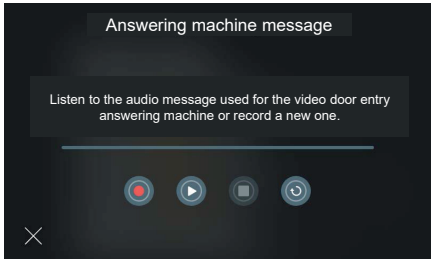 Answering machine message
Listen to the audio message used for the video door entry
answering machine or record a new one.